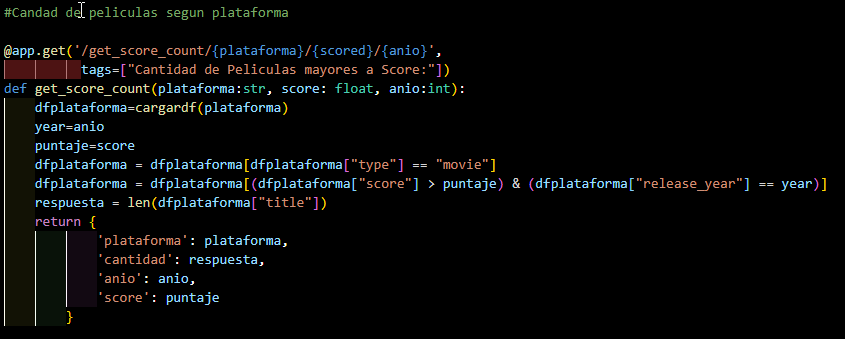 #Candad de peliculas segun plataforma
@app.get('/get_score_count/{plataforma}/{scored}/{anio}',
tags=["Cantidad de Peliculas mayores a Score:"])
def get_score_count(plataforma:str, score: float, anio:int):
dfplataforma=cargardf(plataforma)
year=anio
puntaje=score
dfplataforma = dfplataforma[dfplataforma["type"] == "movie"]
dfplataforma = dfplataforma[(dfplataforma["score"] > puntaje) & (dfplataforma["release_year"] == year)]
respuesta = len(dfplataforma["title"])
return {
'plataforma': plataforma,
'cantidad': respuesta,
'anio': anio,
'score': puntaje
}